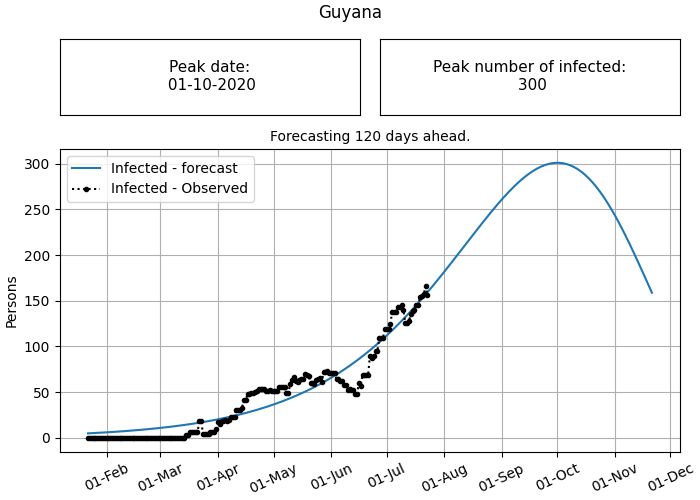 Guyana
Peak date:
01-10-2020
Peak number of infected:
300
Forecasting 120 days ahead.
Infected - forecast
Infected - Observed
Persons
300
250
200
150
100
50
0
01-Feb
01-Mar
01-Apr
01-May
01-Jun
01-Jul
01-Aug
01-Sep
01-Oct
01-Nov
01-Dec